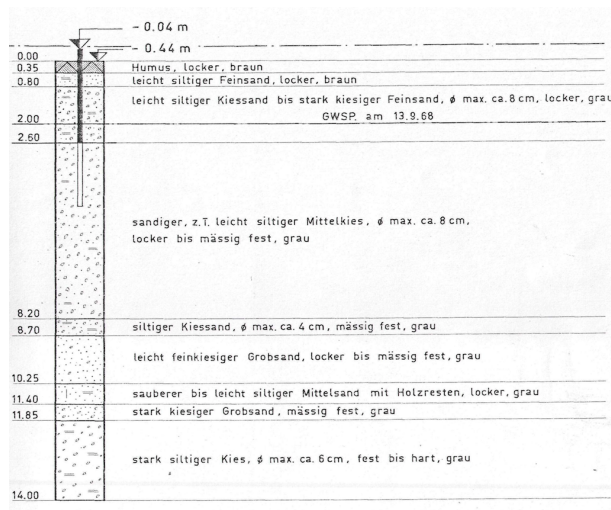 - 0.04 m
- 0.44 m
0.00
0.35 Humus, locker, braun
0.80 leicht siltiger Feinsand, locker, braun
leicht siltiger Kiessand bis stark kiesiger Feinsand, ø max. ca. 8 cm, locker, grau
2.00 GWSP. am 13.9.68
2.60
sandiger, z.T. leicht siltiger Mittelkies, ø max. ca. 8 cm,
locker bis mässig fest, grau
8.20
8.70 siltiger Kiessand, ø max. ca. 4 cm, mässig fest, grau
leicht feinkiesiger Grobsand, locker bis mässig fest, grau
10.25
11.40 sauberer bis leicht siltiger Mittelsand mit Holzresten, locker, grau
11.85 stark kiesiger Grobsand, mässig fest, grau
stark siltiger Kies, ø max. ca. 6 cm, fest bis hart, grau
14.00